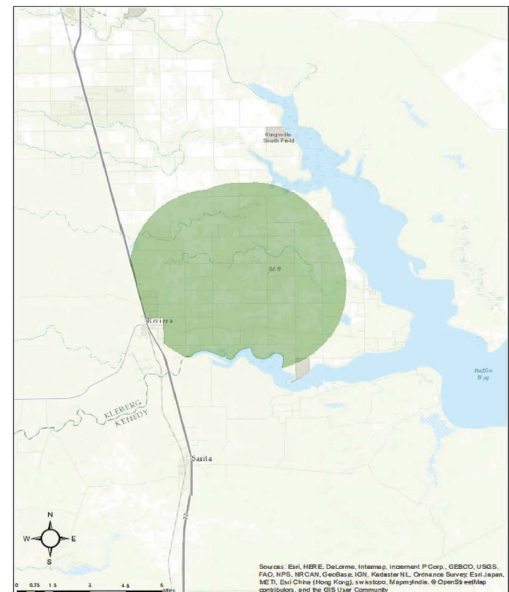 Kingsville
South Field
Riviera
Baffin
Bay
KLEBERG
KENEDY
Sarita
N
W E
S
0 0.75 1.5 3 4.5 6
Miles
Sources: Esri, HERE, DeLorme, Intermap, increment P Corp., GEBCO, USGS,
FAO, NPS, NRCAN, GeoBase, IGN, Kadaster NL, Ordnance Survey, Esri Japan,
METI, Esri China (Hong Kong), swisstopo, MapmyIndia, © OpenStreetMap
contributors, and the GIS User Community